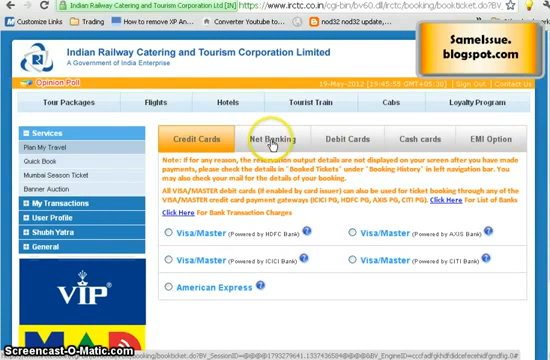 Customize Links
Trading
How to remove XP An...
Converter Youtube to...
nod32 nod32 update,...
Indian Railway Catering and Tourism Corporation Ltd [IN]
https://www.irctc.co.in/cgi-bin/bv60.dll/irctc/booking/bookticket.do?BV_
SameIssue.
blogspot.com
Indian Railway Catering and Tourism Corporation Limited
A Government of India Enterprise
Opinion Poll
19-May-2012 [19:45:55 GMT+05:30]
Sign Out
Contact Us
Tour Packages
Flights
Hotels
Tourist Train
Cabs
Loyalty Program
Services
Plan My Travel
Quick Book
Mumbai Season Ticket
Banner Auction
My Transactions
User Profile
Shubh Yatra
General
VIP
MAD
Credit Cards
Net Banking
Debit Cards
Cash cards
EMI Option
Note: If for any reason, the reservation output details are not displayed on your screen after you have made
payments, please check the details in "Booked Tickets" under "Booking History" in left navigation bar. You
may also check your mail for the details of your booking.
All VISA/MASTER debit cards (if enabled by card issuer) can also be used for ticket booking through any of the
VISA/MASTER credit card payment gateways (ICICI PG, HDFC PG, AXIS PG, CITI PG). Click Here For List of Banks
Click Here For Bank Transaction Charges
Visa/Master (Powered by HDFC Bank) ?
Visa/Master (Powered by AXIS Bank) ?
Visa/Master (Powered by ICICI Bank) ?
Visa/Master (Powered by CITI Bank) ?
American Express ?
Screencast-O-Matic.com